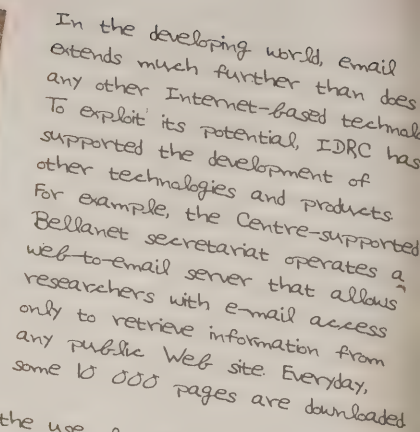 In the developing world, email
extends much further than does
any other Internet-based technol
To exploit its potential, IDRC has
supported the development of
other technologies and products.
For example, the Centre-supported
Bellanet secretariat operates a
web-to-email server that allows
researchers with e-mail access
only to retrieve information from
any public Web site. Everyday,
some 10 000 pages are downloaded
the use